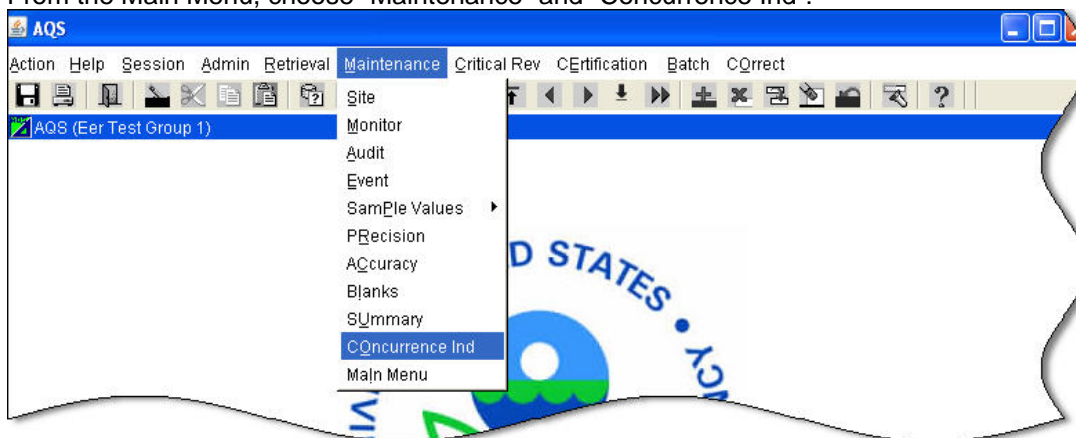 From the Main Menu, choose "Maintenance" and "Concurrence Ind".
AQS
Action Help Session Admin Retrieval Maintenance Critical Rev CErtification Batch COrrect
AQS (Eer Test Group 1)
Site
Monitor
Audit
Event
SamPle Values
PRecision
ACcuracy
Blanks
SUmmary
COncurrence Ind
MaIn Menu
D STATES •